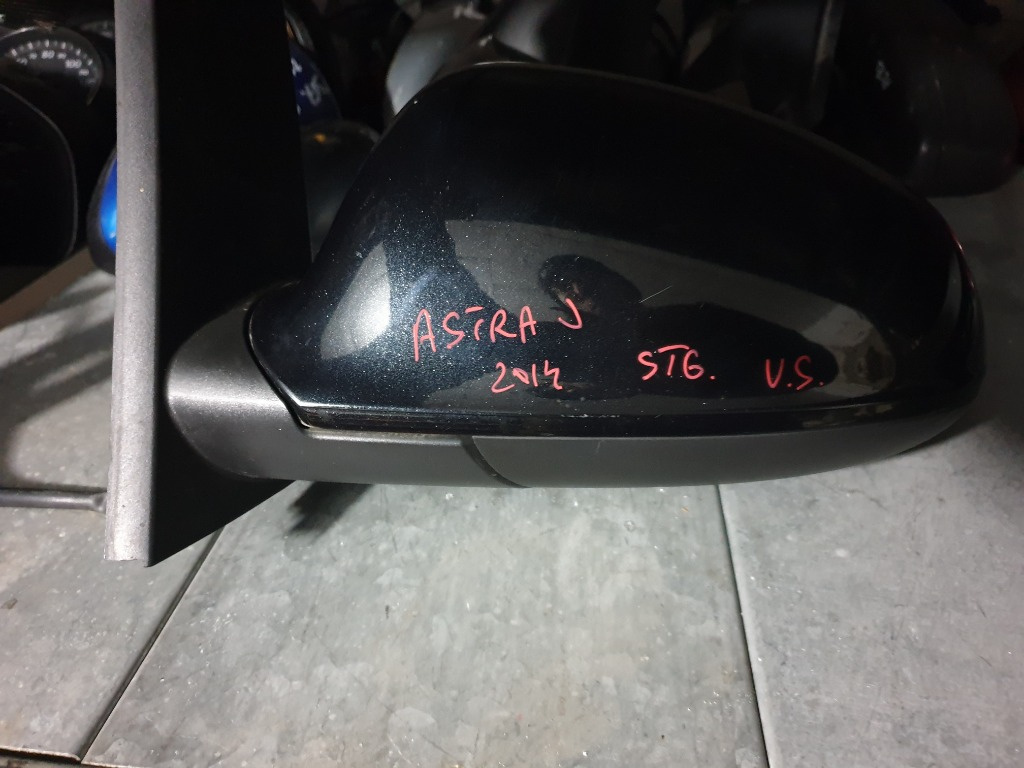 ASTRA J
2014 STG. V.S.